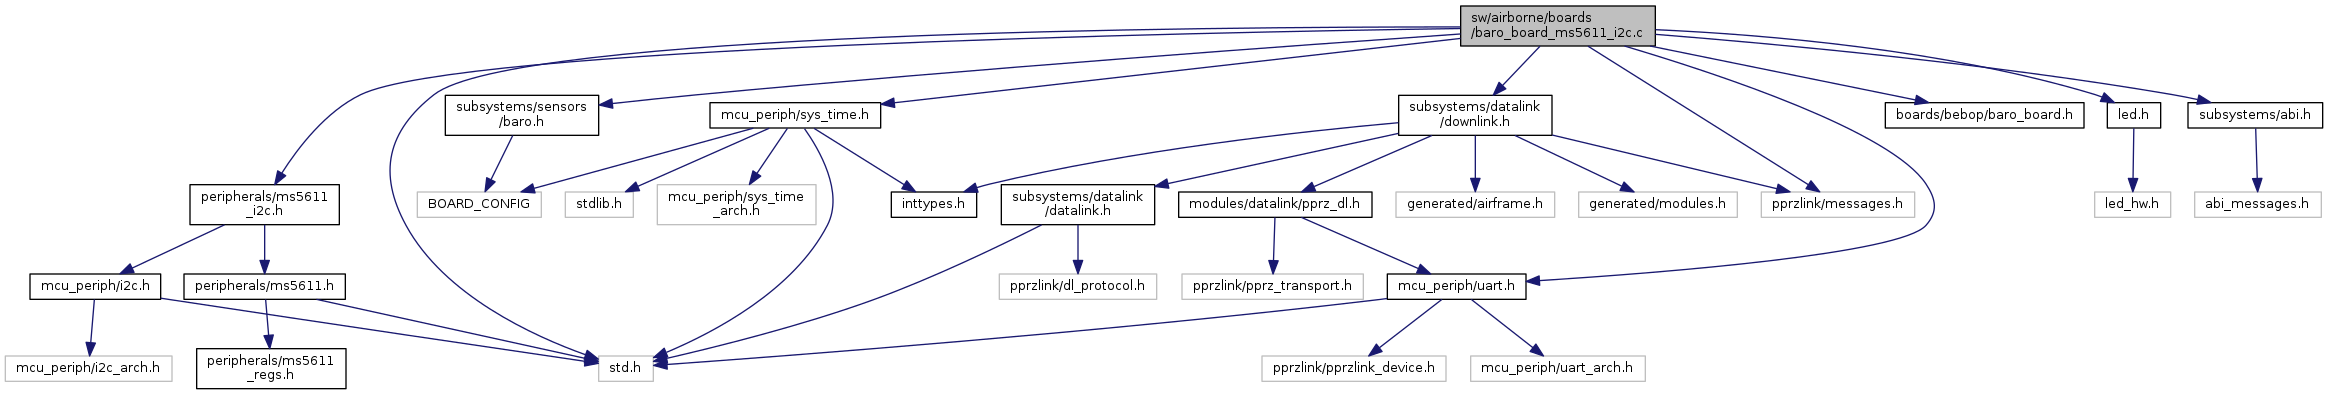 sw/airborne/boards
/baro_board_ms5611_i2c.c
subsystems/sensors
/baro.h
mcu_periph/sys_time.h
subsystems/datalink
/downlink.h
boards/bebop/baro_board.h
led.h
subsystems/abi.h
peripherals/ms5611
_i2c.h
BOARD_CONFIG
stdlib.h
mcu_periph/sys_time
_arch.h
inttypes.h
subsystems/datalink
/datalink.h
modules/datalink/pprz_dl.h
generated/airframe.h
generated/modules.h
pprzlink/messages.h
led_hw.h
abi_messages.h
mcu_periph/i2c.h
peripherals/ms5611.h
pprzlink/dl_protocol.h
pprzlink/pprz_transport.h
mcu_periph/uart.h
mcu_periph/i2c_arch.h
peripherals/ms5611
_regs.h
std.h
pprzlink/pprzlink_device.h
mcu_periph/uart_arch.h